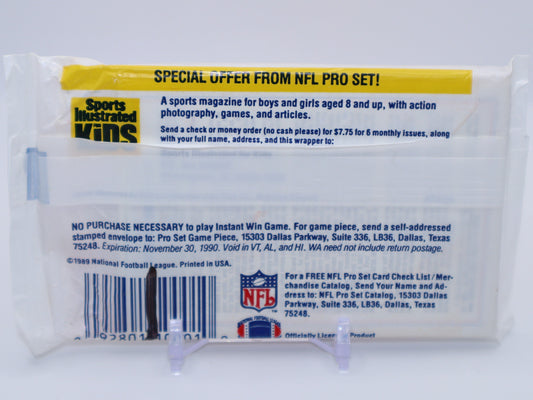 SPECIAL OFFER FROM NFL PRO SET!
Sports
Illustrated
KIDS
A sports magazine for boys and girls aged 8 and up, with action
photography, games, and articles.
Send a check or money order (no cash please) for $7.75 for 6 monthly issues, along
with your full name, address, and this wrapper to:
NO PURCHASE NECESSARY to play Instant Win Game. For game piece, send a self-addressed
stamped envelope to: Pro Set Game Piece, 15303 Dallas Parkway, Suite 336, LB36, Dallas, Texas
75248. Expiration: November 30, 1990. Void in VT, AL, and HI. WA need not include return postage.
©1989 National Football League. Printed in USA.
For a FREE NFL Pro Set Card Check List / Mer-
chandise Catalog, Send Your Name and Ad-
dress to: NFL Pro Set Catalog, 15303 Dallas
Parkway, Suite 336, LB36, Dallas, Texas
75248.
NFL
Officially Product